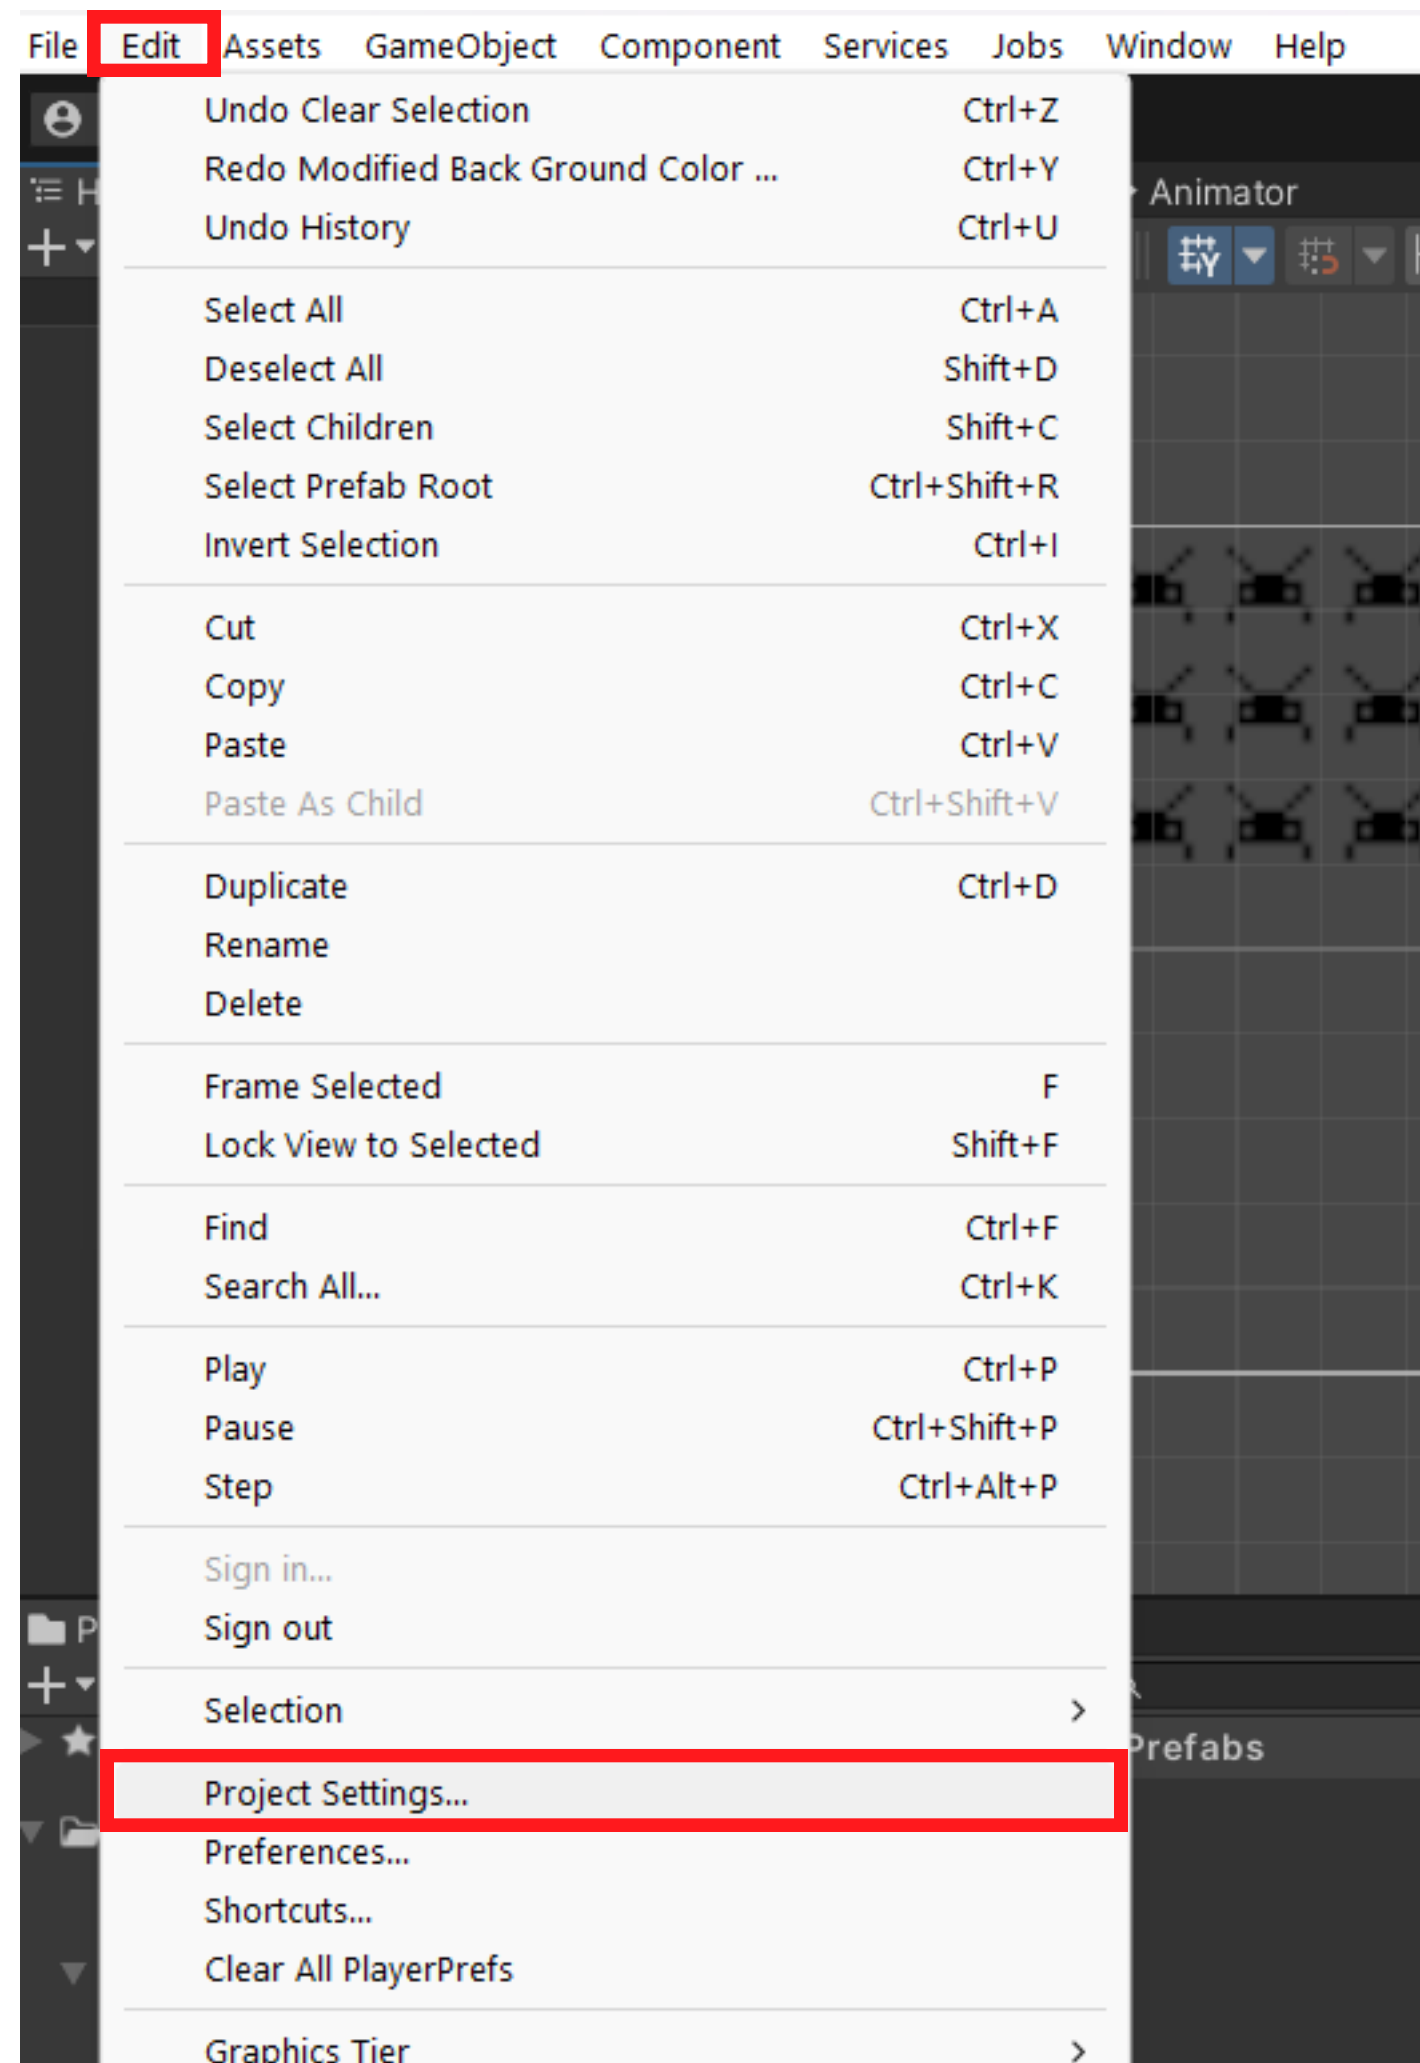 File Edit Assets GameObject Component Services Jobs Window Help
Undo Clear Selection Ctrl+Z
Redo Modified Back Ground Color ... Ctrl+Y
H
Animator
Undo History Ctrl+U
Select All Ctrl+A
Deselect All Shift+D
Select Children Shift+C
Select Prefab Root Ctrl+Shift+R
Invert Selection Ctrl+I
Cut Ctrl+X
Copy Ctrl+C
Paste Ctrl+V
Paste As Child Ctrl+Shift+V
Duplicate Ctrl+D
Rename
Delete
Frame Selected F
Lock View to Selected Shift+F
Find Ctrl+F
Search All... Ctrl+K
Play Ctrl+P
Pause Ctrl+Shift+P
Step Ctrl+Alt+P
Sign in...
P
Sign out
Selection >
Prefabs
Project Settings...
Preferences...
Shortcuts...
Clear All PlayerPrefs
Graphics Tier >